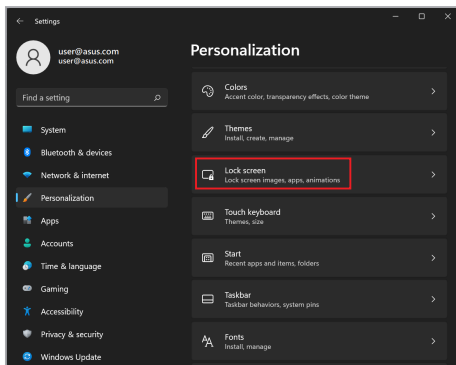 Settings
user@asus.com
user@asus.com
Find a setting
System
Bluetooth & devices
Network & internet
Personalization
Apps
Accounts
Time & language
Gaming
Accessibility
Privacy & security
Windows Update
Personalization
Colors
Accent color, transparency effects, color theme
Themes
Install, create, manage
Lock screen
Lock screen images, apps, animations
Touch keyboard
Themes, size
Start
Recent apps and items, folders
Taskbar
Taskbar behaviors, system pins
Fonts
Install, manage